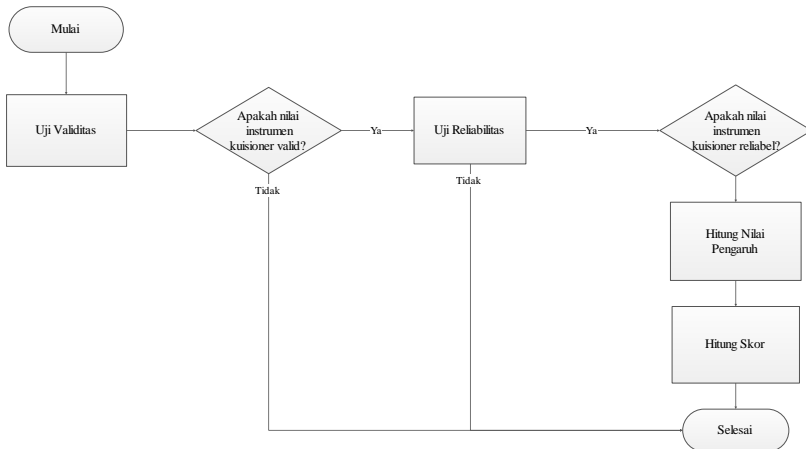 Mulai
Uji Validitas
Apakah nilai
instrumen
kuisioner valid?
Ya
Uji Reliabilitas
Ya
Apakah nilai
instrumen
kuisioner reliabel?
Tidak
Tidak
Hitung Nilai
Pengaruh
Hitung Skor
Selesai